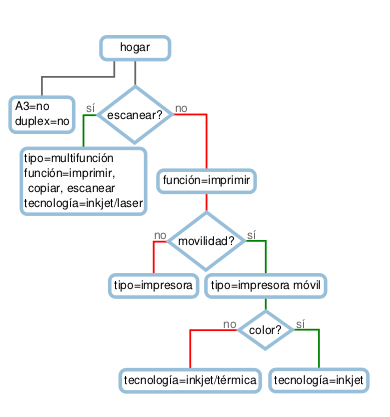 hogar
A3=no
duplex=no
sí
escanear?
no
tipo=multifunción
función=imprimir,
copiar, escanear
tecnología=inkjet/laser
función=imprimir
no
movilidad?
sí
tipo=impresora
tipo=impresora móvil
no
color?
sí
tecnología=inkjet/térmica
tecnología=inkjet